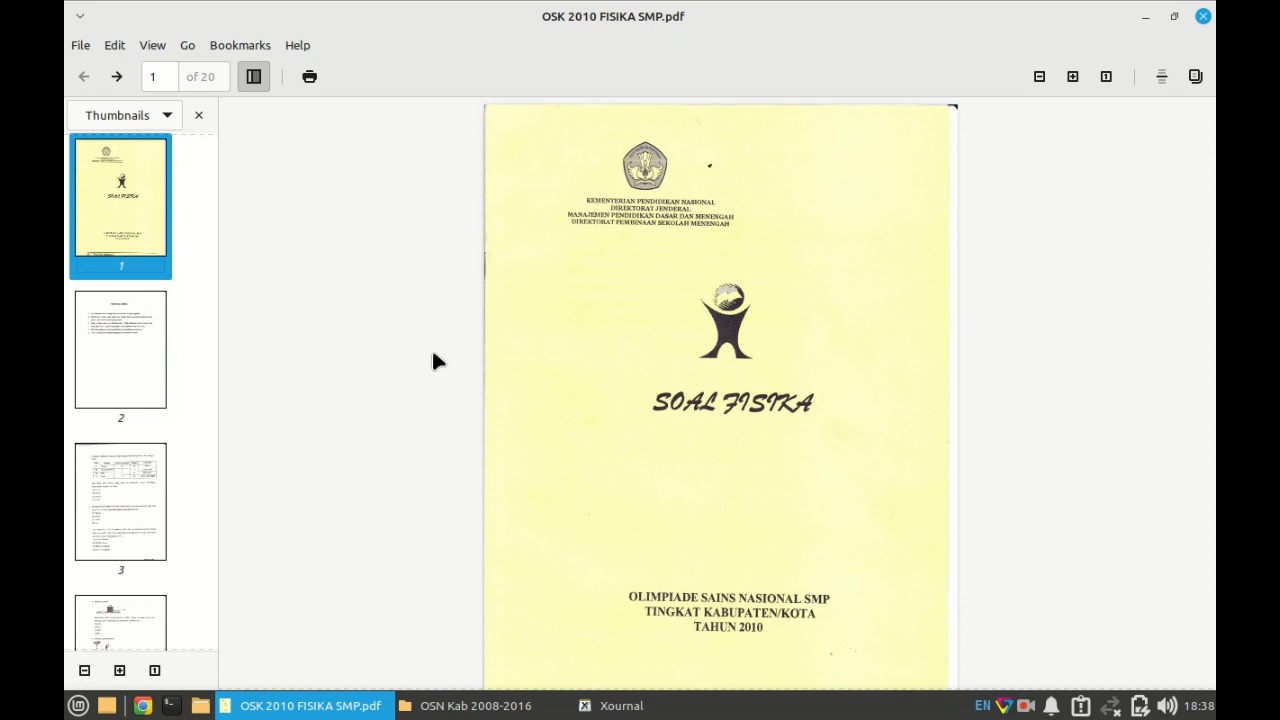 OSK 2010 FISIKA SMP.pdf
File Edit View Go Bookmarks Help
1 of 20
Thumbnails
SOAL FISIKA
1
2
3
KEMENTERIAN PENDIDIKAN NASIONAL
DIREKTORAT JENDERAL
MANAJEMEN PENDIDIKAN DASAR DAN MENENGAH
DIREKTORAT PEMBINAAN SEKOLAH MENENGAH
SOAL FISIKA
OLIMPIADE SAINS NASIONAL SMP
TINGKAT KABUPATEN/KOTA
TAHUN 2010
OSK 2010 FISIKA SMP.pdf OSN Kab 2008-2016 Xournal EN 18:38